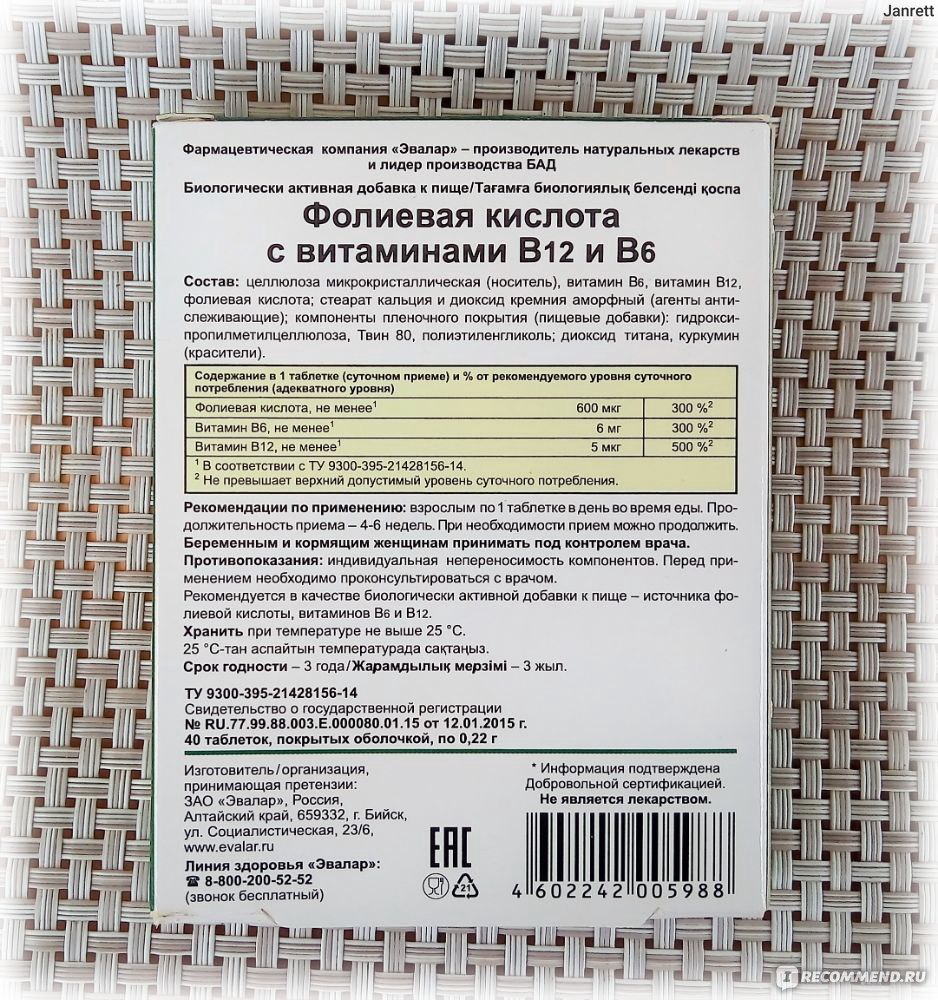 Janrett
Фармацевтическая компания «Эвалар» – производитель натуральных лекарств
и лидер производства БАД
Биологически активная добавка к пище/Тағамға биологиялық белсенді қоспа
Фолиевая кислота
с витаминами В12 и В6
Состав: целлюлоза микрокристаллическая (носитель), витамин В6, витамин В12,
фолиевая кислота; стеарат кальция и диоксид кремния аморфный (агенты анти-
слеживающие); компоненты пленочного покрытия (пищевые добавки): гидрокси-
пропилметилцеллюлоза, Твин 80, полиэтиленгликоль; диоксид титана, куркумин
(красители).
Содержание в 1 таблетке (суточном приеме) и % от рекомендуемого уровня суточного
потребления (адекватного уровня)
Фолиевая кислота, не менее¹ 600 мкг 300 %²
Витамин В6, не менее¹ 6 мг 300 %²
Витамин В12, не менее¹ 5 мкг 500 %²
¹ В соответствии с ТУ 9300-395-21428156-14.
² Не превышает верхний допустимый уровень суточного потребления.
Рекомендации по применению: взрослым по 1 таблетке в день во время еды. Про-
должительность приема – 4-6 недель. При необходимости прием можно продолжить.
Беременным и кормящим женщинам принимать под контролем врача.
Противопоказания: индивидуальная непереносимость компонентов. Перед при-
менением необходимо проконсультироваться с врачом.
Рекомендуется в качестве биологически активной добавки к пище – источника фо-
лиевой кислоты, витаминов В6 и В12.
Хранить при температуре не выше 25 °С.
25 °С-тан аспайтын температурада сақтаңыз.
Срок годности – 3 года/Жарамдылық мерзімі – 3 жыл.
ТУ 9300-395-21428156-14
Свидетельство о государственной регистрации
№ RU.77.99.88.003.Е.000080.01.15 от 12.01.2015 г.
40 таблеток, покрытых оболочкой, по 0,22 г
Изготовитель/организация,
принимающая претензии:
ЗАО «Эвалар», Россия,
Алтайский край, 659332, г. Бийск,
ул. Социалистическая, 23/6,
www.evalar.ru
Линия здоровья «Эвалар»:
☎ 8-800-200-52-52
(звонок бесплатный)
EAC
21
* Информация подтверждена
Добровольной сертификацией.
Не является лекарством.
4 602242 005988
I RECOMMEND.RU